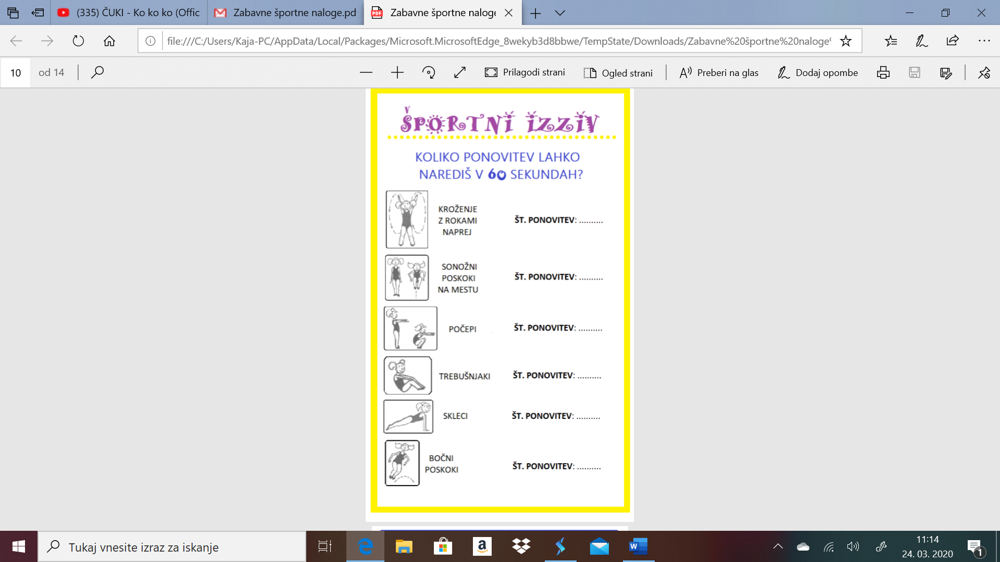 (335) ČUKI - Ko ko ko (Offic
Zabavne športne naloge.pd
Zabavne športne naloge
file:///C:/Users/Kaja-PC/AppData/Local/Packages/Microsoft.MicrosoftEdge_8wekyb3d8bbwe/TempState/Downloads/Zabavne%20športne%20naloge%
10 od 14
Prilagodi strani
Ogled strani
Preberi na glas
Dodaj opombe
ŠPORTNI IZZIV
KOLIKO PONOVITEV LAHKO
NAREDIŠ V 60 SEKUNDAH?
KROŽENJE
Z ROKAMI
NAPREJ
ŠT. PONOVITEV: ..........
SONOŽNI
POSKOKI
NA MESTU
ŠT. PONOVITEV: ..........
POČEPI
ŠT. PONOVITEV: ..........
TREBUŠNJAKI
ŠT. PONOVITEV: ..........
SKLECI
ŠT. PONOVITEV: ..........
BOČNI
POSKOKI
ŠT. PONOVITEV: ..........
Tukaj vnesite izraz za iskanje
11:14
24. 03. 2020
1